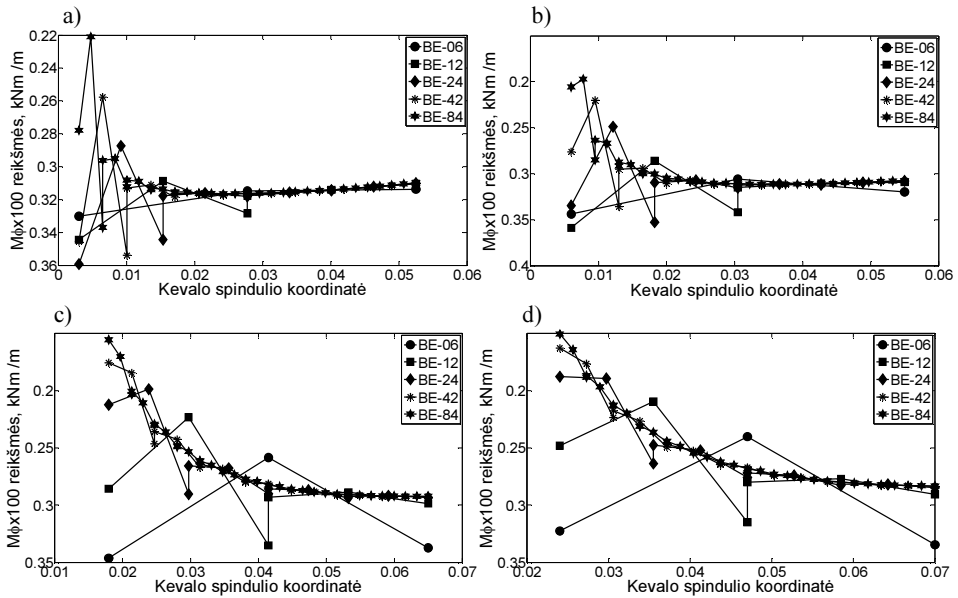 a)
0.22
0.24
0.26
0.28
0.3
0.32
0.34
0.36
Mϕx100 reikšmės, kNm /m
0
0.01
0.02
0.03
0.04
0.05
0.06
Kevalo spindulio koordinatė
BE-06
BE-12
BE-24
BE-42
BE-84
b)
0.2
0.25
0.3
0.35
0.4
Mϕx100 reikšmės, kNm /m
0
0.01
0.02
0.03
0.04
0.05
0.06
Kevalo spindulio koordinatė
BE-06
BE-12
BE-24
BE-42
BE-84
c)
0.2
0.25
0.3
0.35
Mϕx100 reikšmės, kNm /m
0.01
0.02
0.03
0.04
0.05
0.06
0.07
Kevalo spindulio koordinatė
BE-06
BE-12
BE-24
BE-42
BE-84
d)
0.2
0.25
0.3
0.35
Mϕx100 reikšmės, kNm /m
0.02
0.03
0.04
0.05
0.06
0.07
Kevalo spindulio koordinatė
BE-06
BE-12
BE-24
BE-42
BE-84